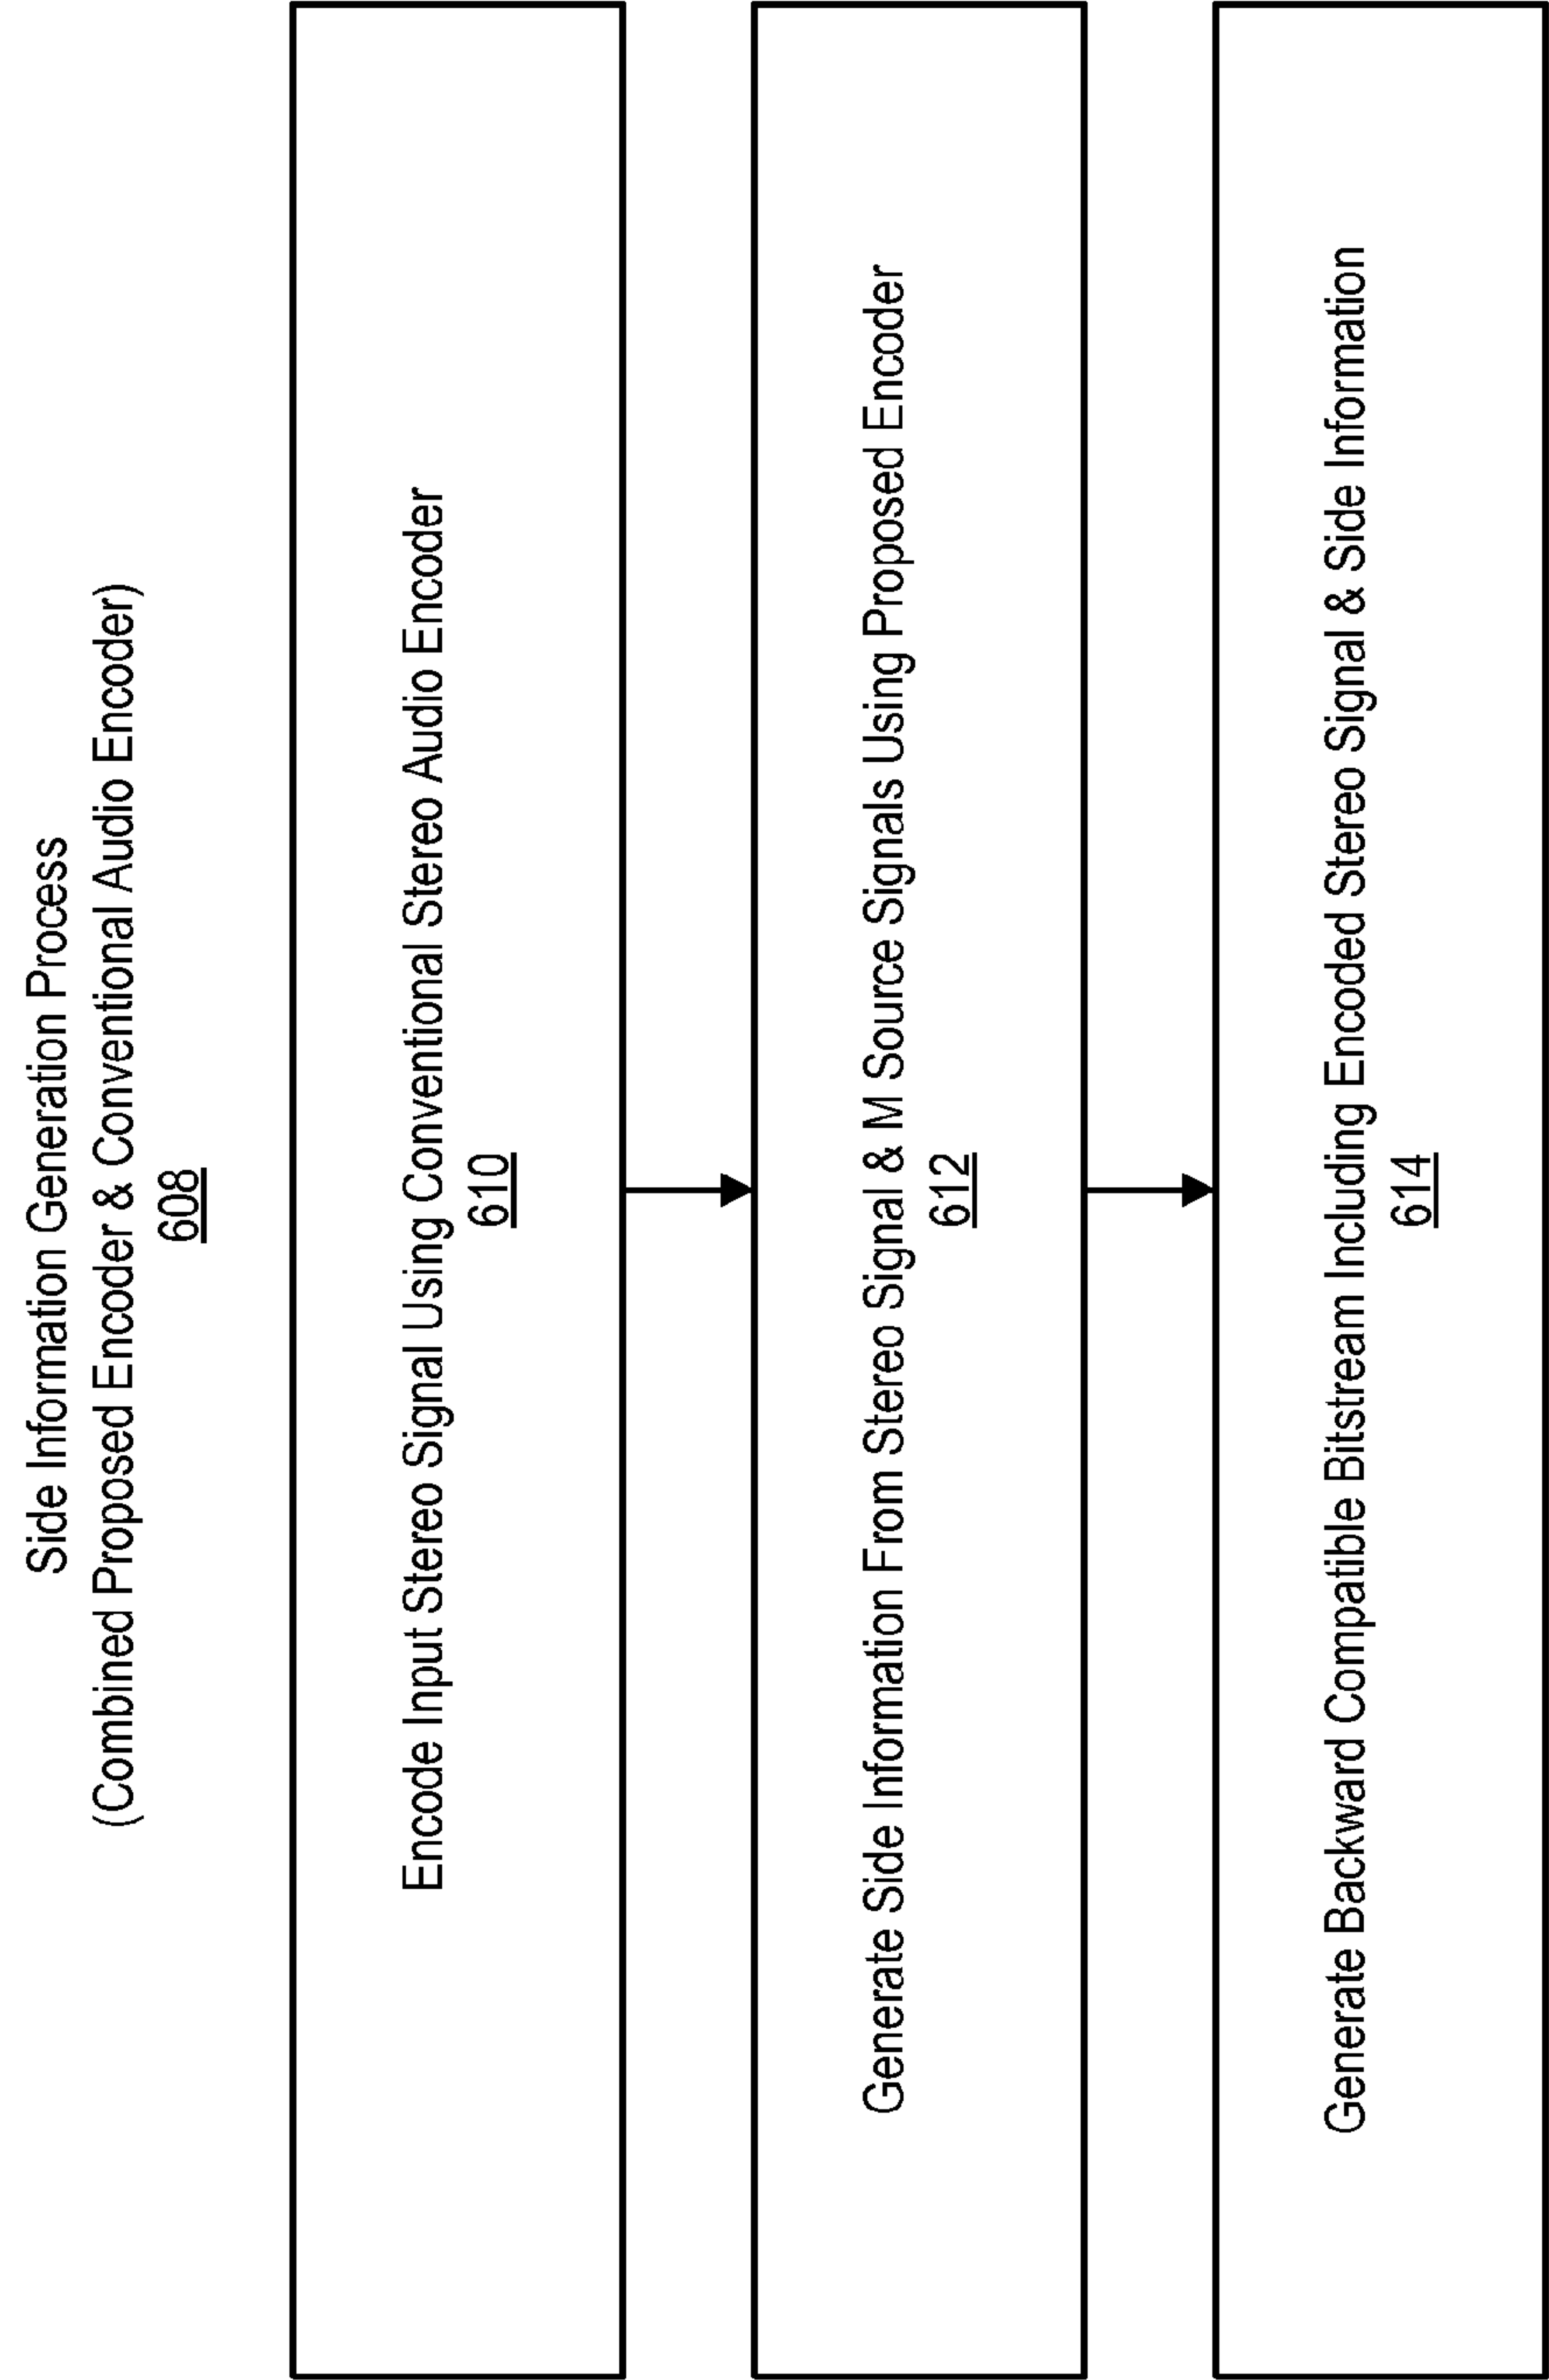 Side Information Generation Process
(Combined Proposed Encoder & Conventional Audio Encoder)
608
Encode Input Stereo Signal Using Conventional Stereo Audio Encoder
610
Generate Side Information From Stereo Signal & M Source Signals Using Proposed Encoder
612
Generate Backward Compatible Bitstream Including Encoded Stereo Signal & Side Information
614